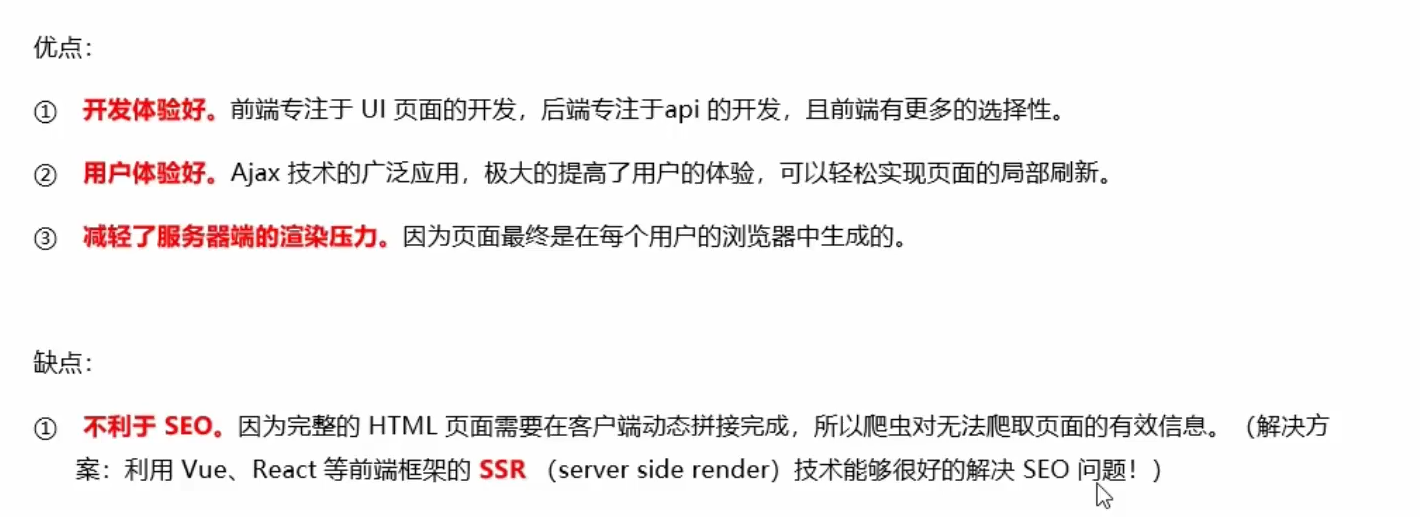 优点：
① 开发体验好。前端专注于 UI 页面的开发，后端专注于api 的开发，且前端有更多的选择性。
② 用户体验好。Ajax 技术的广泛应用，极大的提高了用户的体验，可以轻松实现页面的局部刷新。
③ 减轻了服务器端的渲染压力。因为页面最终是在每个用户的浏览器中生成的。
缺点：
① 不利于 SEO。因为完整的 HTML 页面需要在客户端动态拼接完成，所以爬虫对无法爬取页面的有效信息。（解决方
案：利用 Vue、React 等前端框架的 SSR （server side render）技术能够很好的解决 SEO 问题！）